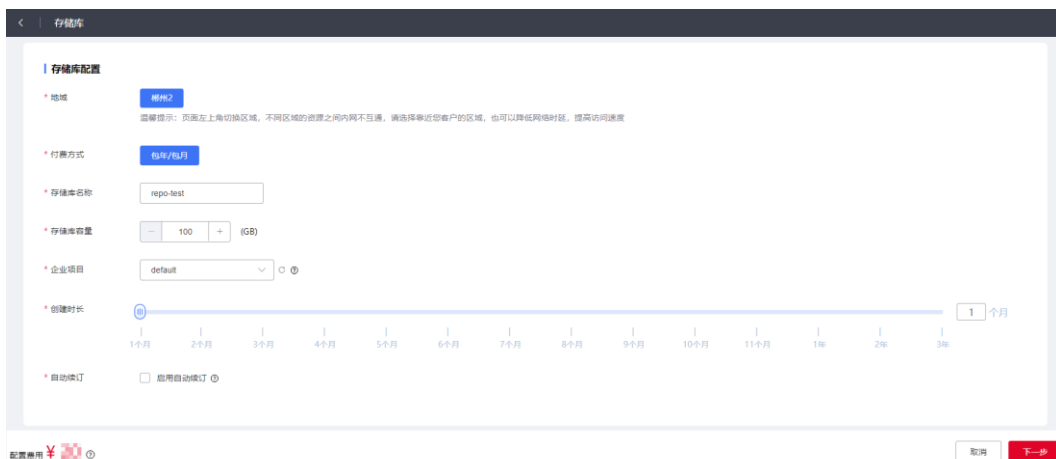 存储库
存储库配置
* 地域 郴州2
温馨提示：页面左上角切换区域，不同区域的资源之间内网不互通，请选择靠近您客户的区域，也可以降低网络时延，提高访问速度
* 付费方式 包年/包月
* 存储库名称 repo-test
* 存储库容量 − 100 + (GB)
* 企业项目 default
* 创建时长 1 个月
1个月 2个月 3个月 4个月 5个月 6个月 7个月 8个月 9个月 10个月 11个月 1年 2年 3年
* 自动续订 启用自动续订
配置费用 ¥ 取消 下一步